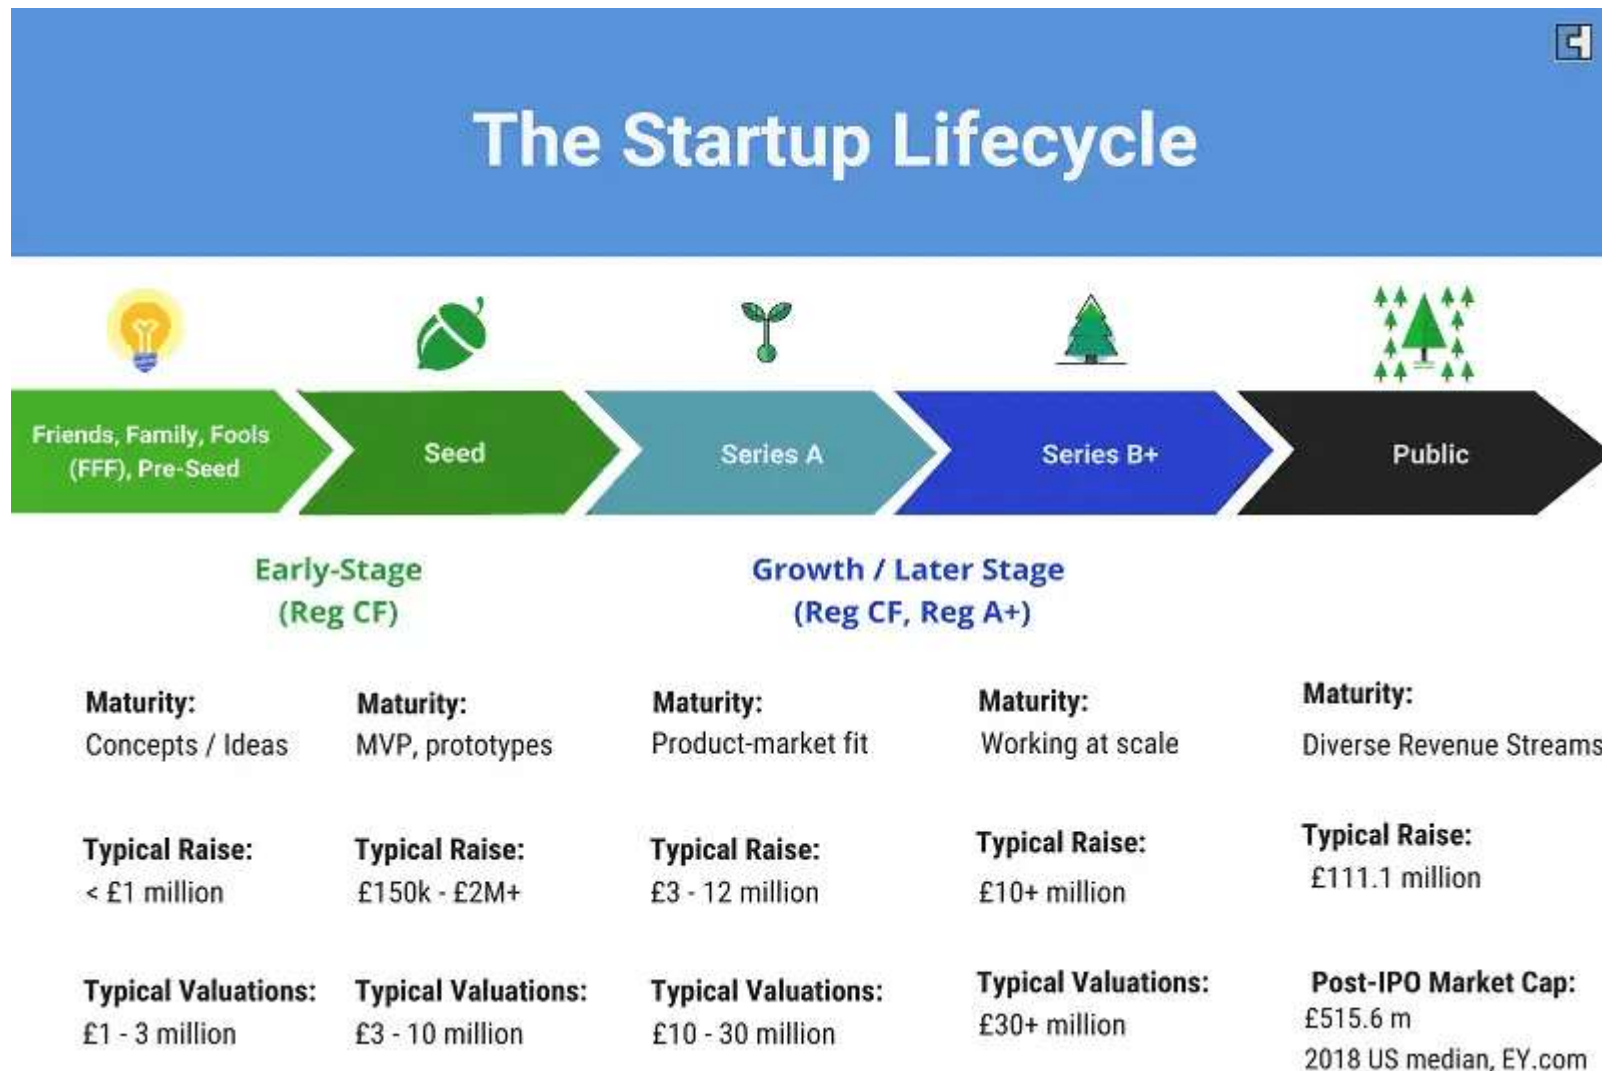 The Startup Lifecycle
Friends, Family, Fools
(FFF), Pre-Seed
Seed
Series A
Series B+
Public
Early-Stage
(Reg CF)
Growth / Later Stage
(Reg CF, Reg A+)
Maturity:
Concepts / Ideas
Maturity:
MVP, prototypes
Maturity:
Product-market fit
Maturity:
Working at scale
Maturity:
Diverse Revenue Streams
Typical Raise:
< £1 million
Typical Raise:
£150k - £2M+
Typical Raise:
£3 - 12 million
Typical Raise:
£10+ million
Typical Raise:
£111.1 million
Typical Valuations:
£1 - 3 million
Typical Valuations:
£3 - 10 million
Typical Valuations:
£10 - 30 million
Typical Valuations:
£30+ million
Post-IPO Market Cap:
£515.6 m
2018 US median, EY.com